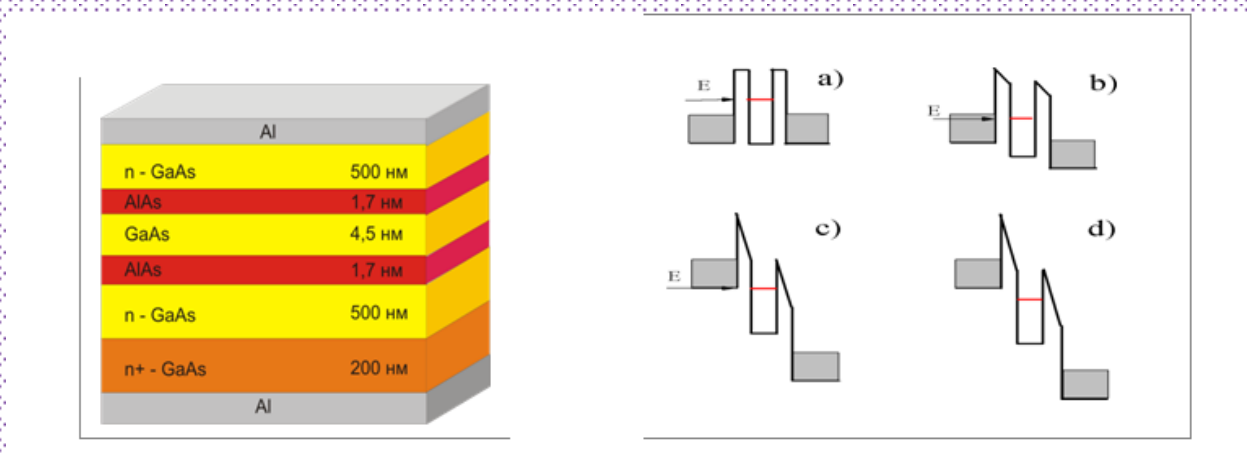 Al
n - GaAs 500 нм
AlAs 1,7 нм
GaAs 4,5 нм
AlAs 1,7 нм
n - GaAs 500 нм
n+ - GaAs 200 нм
Al
E a)
E b)
E c)
d)